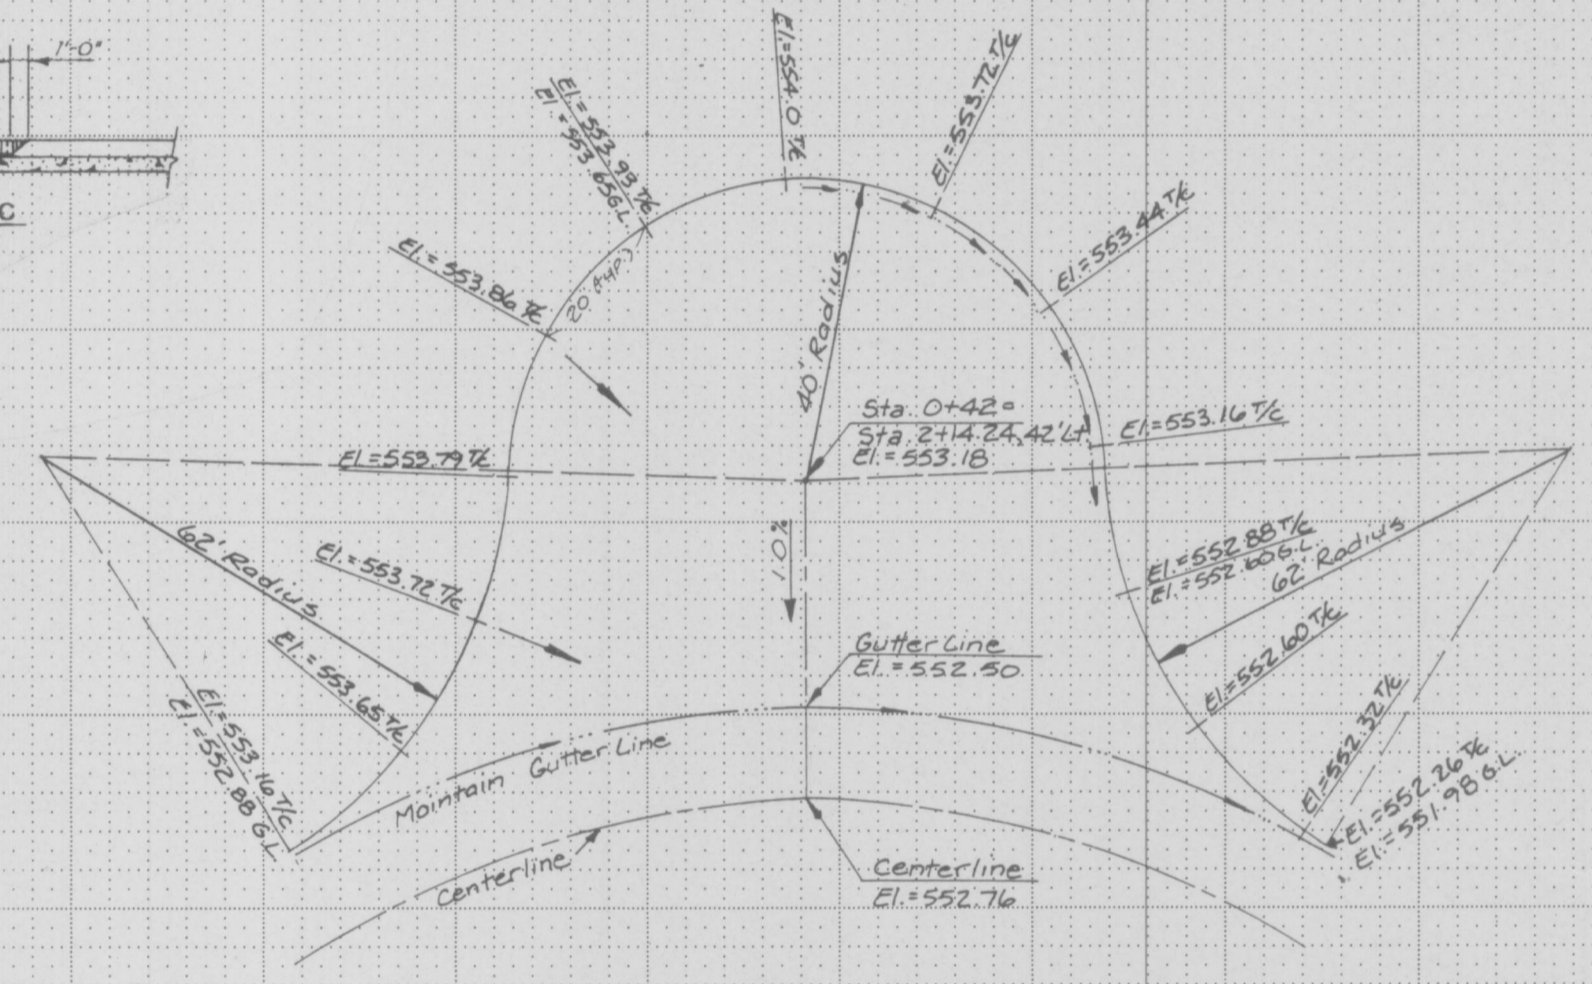 1'-0"
C
El.=553.93 T/c
El.=553.65 G.L.
El.=554.0 T/c
El.=553.72 T/c
El.=553.44 T/c
El.=553.86 T/c
20' (typ.)
40' Radius
Sta. 0+42=
Sta. 2+14.24, 42' Lt.
El.=553.18
El.=553.16 T/c
El.=553.79 T/c
1.0%
62' Radius
El.=553.72 T/c
El.=553.65 T/c
El.=553.16 T/c
El.=552.88 G.L.
El.=552.88 T/c
El.=552.60 G.L.
62' Radius
El.=552.60 T/c
El.=552.32 T/c
El.=552.26 T/c
El.=551.98 G.L.
Gutter Line
El.=552.50
Mointain Gutter Line
Centerline
Centerline
El.=552.76